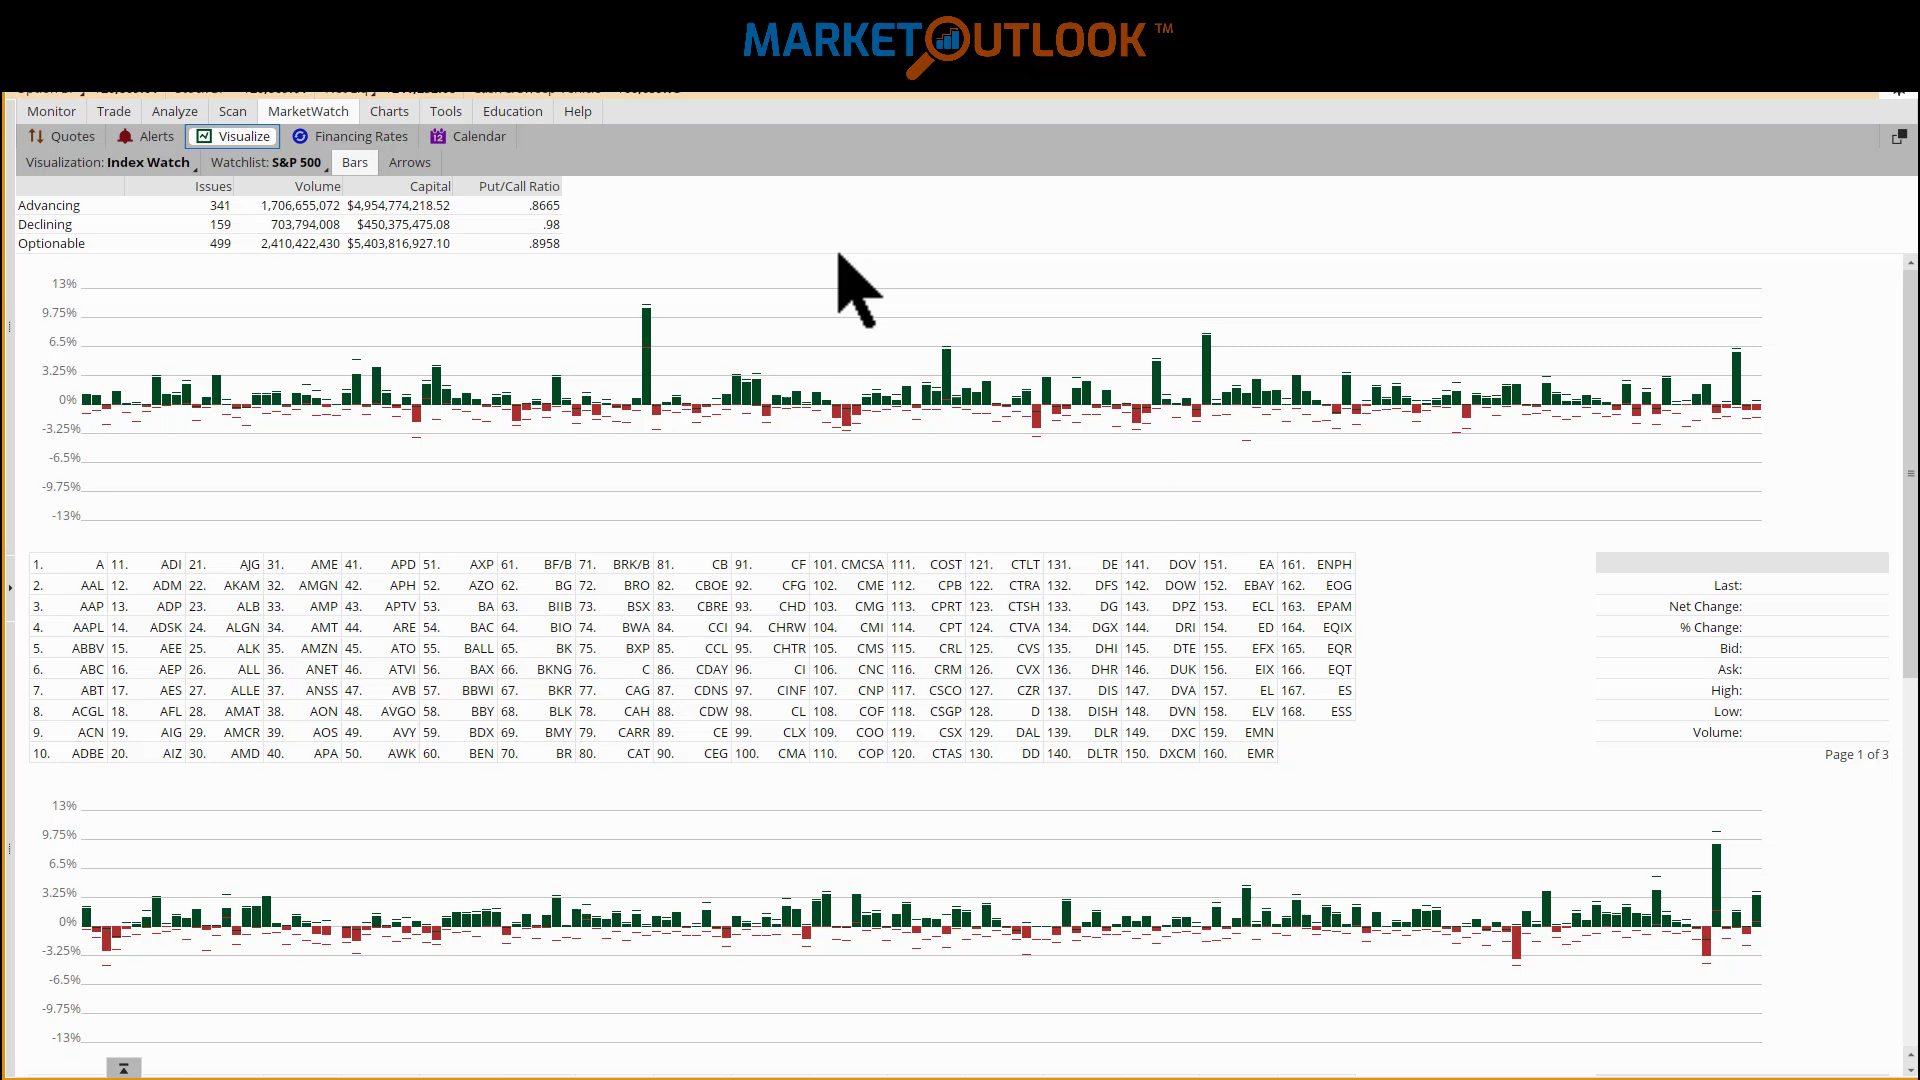 MARKETOUTLOOK™
Monitor Trade Analyze Scan MarketWatch Charts Tools Education Help
Quotes Alerts Visualize Financing Rates Calendar
Visualization: Index Watch Watchlist: S&P 500 Bars Arrows
Issues Volume Capital Put/Call Ratio
Advancing 341 1,706,655,072 $4,954,774,218.52 .8665
Declining 159 703,794,008 $450,375,475.08 .98
Optionable 499 2,410,422,430 $5,403,816,927.10 .8958
13%
9.75%
6.5%
3.25%
0%
-3.25%
-6.5%
-9.75%
-13%
1. A 11. ADI 21. AJG 31. AME 41. APD 51. AXP 61. BF/B 71. BRK/B 81. CB 91. CF 101. CMCSA 111. COST 121. CTLT 131. DE 141. DOV 151. EA 161. ENPH
2. AAL 12. ADM 22. AKAM 32. AMGN 42. APH 52. AZO 62. BG 72. BRO 82. CBOE 92. CFG 102. CME 112. CPB 122. CTRA 132. DFS 142. DOW 152. EBAY 162. EOG Last:
3. AAP 13. ADP 23. ALB 33. AMP 43. APTV 53. BA 63. BIIB 73. BSX 83. CBRE 93. CHD 103. CMG 113. CPRT 123. CTSH 133. DG 143. DPZ 153. ECL 163. EPAM Net Change:
4. AAPL 14. ADSK 24. ALGN 34. AMT 44. ARE 54. BAC 64. BIO 74. BWA 84. CCI 94. CHRW 104. CMI 114. CPT 124. CTVA 134. DGX 144. DRI 154. ED 164. EQIX % Change:
5. ABBV 15. AEE 25. ALK 35. AMZN 45. ATO 55. BALL 65. BK 75. BXP 85. CCL 95. CHTR 105. CMS 115. CRL 125. CVS 135. DHI 145. DTE 155. EFX 165. EQR Bid:
6. ABC 16. AEP 26. ALL 36. ANET 46. ATVI 56. BAX 66. BKNG 76. C 86. CDAY 96. CI 106. CNC 116. CRM 126. CVX 136. DHR 146. DUK 156. EIX 166. EQT Ask:
7. ABT 17. AES 27. ALLE 37. ANSS 47. AVB 57. BBWI 67. BKR 77. CAG 87. CDNS 97. CINF 107. CNP 117. CSCO 127. CZR 137. DIS 147. DVA 157. EL 167. ES High:
8. ACGL 18. AFL 28. AMAT 38. AON 48. AVGO 58. BBY 68. BLK 78. CAH 88. CDW 98. CL 108. COF 118. CSGP 128. D 138. DISH 148. DVN 158. ELV 168. ESS Low:
9. ACN 19. AIG 29. AMCR 39. AOS 49. AVY 59. BDX 69. BMY 79. CARR 89. CE 99. CLX 109. COO 119. CSX 129. DAL 139. DLR 149. DXC 159. EMN Volume:
10. ADBE 20. AIZ 30. AMD 40. APA 50. AWK 60. BEN 70. BR 80. CAT 90. CEG 100. CMA 110. COP 120. CTAS 130. DD 140. DLTR 150. DXCM 160. EMR Page 1 of 3
13%
9.75%
6.5%
3.25%
0%
-3.25%
-6.5%
-9.75%
-13%